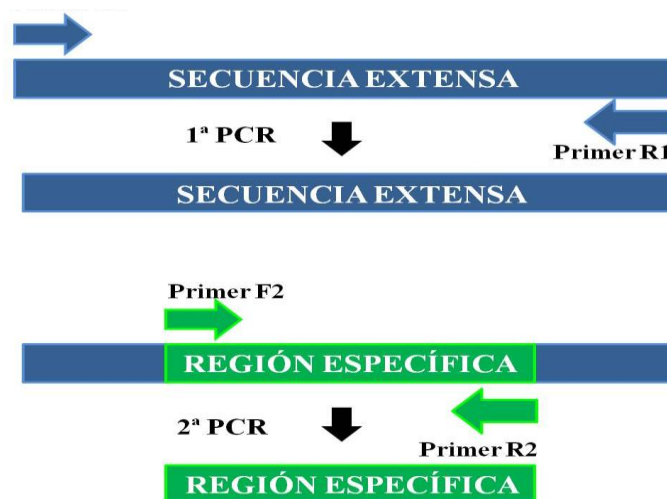 SECUENCIA EXTENSA
1ª PCR
Primer R1
SECUENCIA EXTENSA
Primer F2
REGIÓN ESPECÍFICA
2ª PCR
Primer R2
REGIÓN ESPECÍFICA